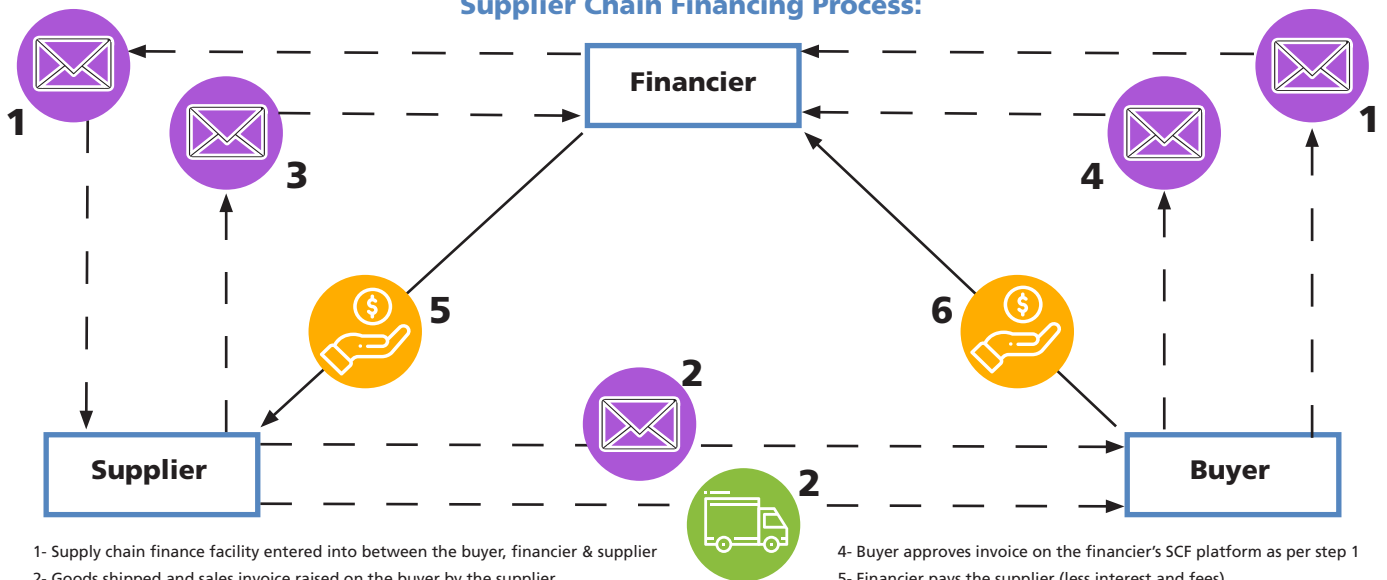 Supplier Chain Financing Process:
Financier
1
1
3
4
5
6
2
Supplier
Buyer
2
1- Supply chain finance facility entered into between the buyer, financier & supplier
2- Goods shipped and sales invoice raised on the buyer by the supplier
4- Buyer approves invoice on the financier’s SCF platform as per step 1
5- Financier pays the supplier (less interest and fees)